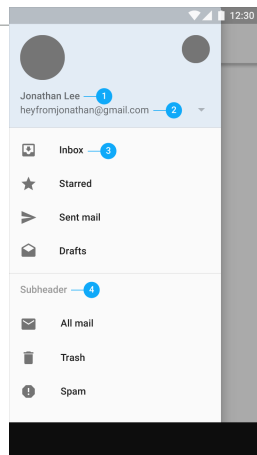 12:30
Jonathan Lee 1
heyfromjonathan@gmail.com 2
Inbox 3
Starred
Sent mail
Drafts
Subheader 4
All mail
Trash
Spam